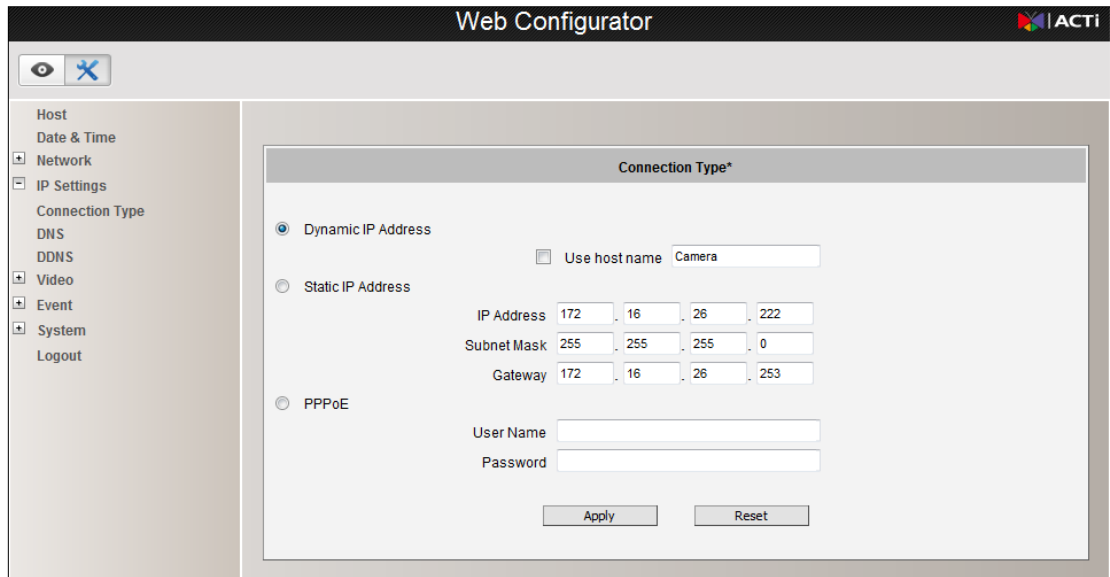 Web Configurator
ACTi
Host
Date & Time
Network
IP Settings
Connection Type
DNS
DDNS
Video
Event
System
Logout
Connection Type*
Dynamic IP Address
Use host name Camera
Static IP Address
IP Address 172 . 16 . 26 . 222
Subnet Mask 255 . 255 . 255 . 0
Gateway 172 . 16 . 26 . 253
PPPoE
User Name
Password
Apply Reset